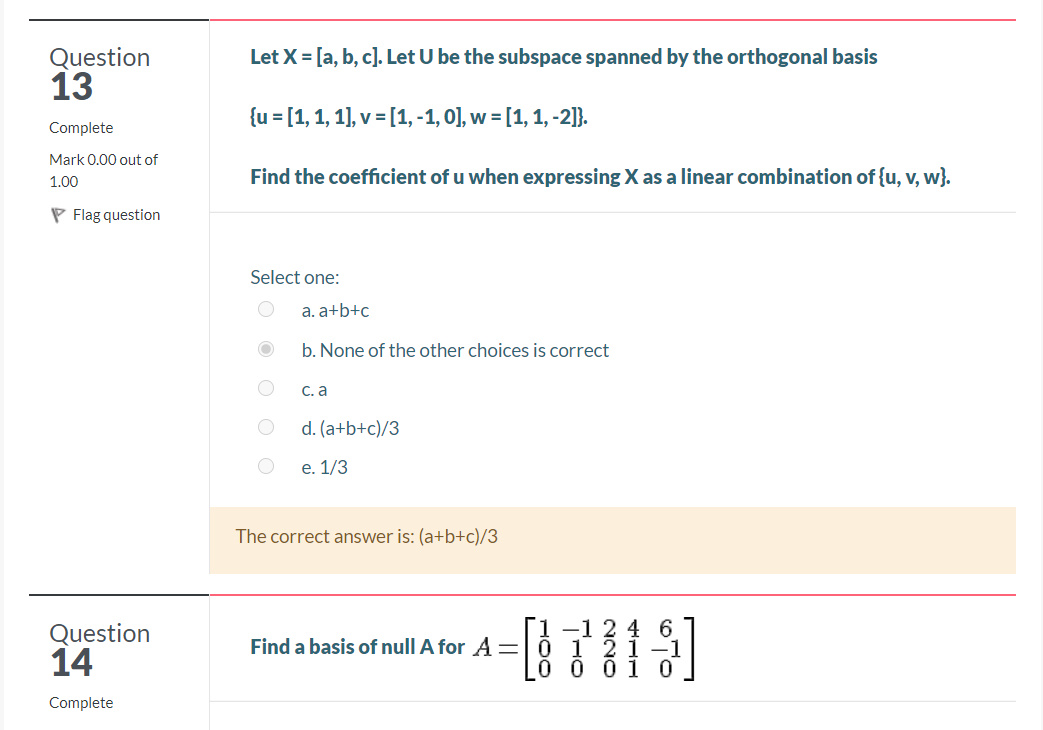 Question
13
Complete
Mark 0.00 out of
1.00
Flag question
Let X = [a, b, c]. Let U be the subspace spanned by the orthogonal basis
{u = [1, 1, 1], v = [1, -1, 0], w = [1, 1, -2]}.
Find the coefficient of u when expressing X as a linear combination of {u, v, w}.
Select one:
a. a+b+c
b. None of the other choices is correct
c. a
d. (a+b+c)/3
e. 1/3
The correct answer is: (a+b+c)/3
Question
14
Complete
Find a basis of null A for A =
1 −1 2 4 6
0 1 2 1 −1
0 0 0 1 0